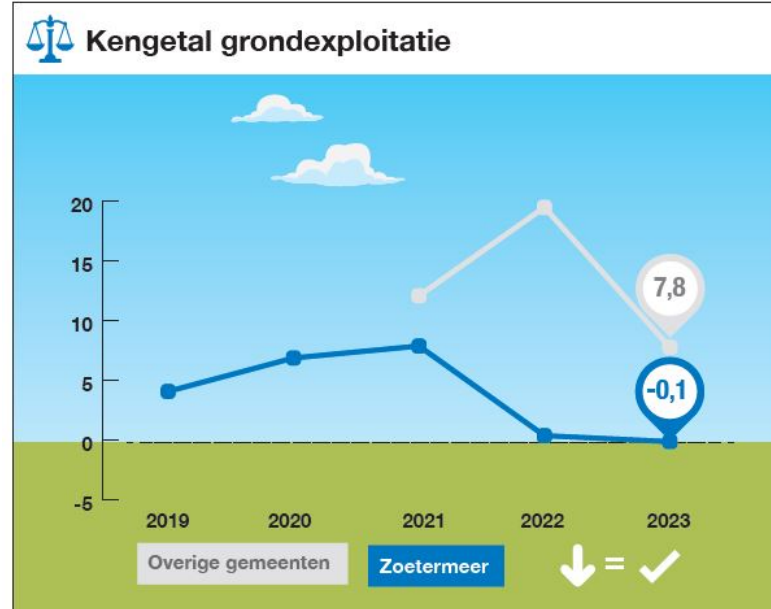 Kengetal grondexploitatie
20
15
10
5
0
-5
7,8
-0,1
2019 2020 2021 2022 2023
Overige gemeenten Zoetermeer =